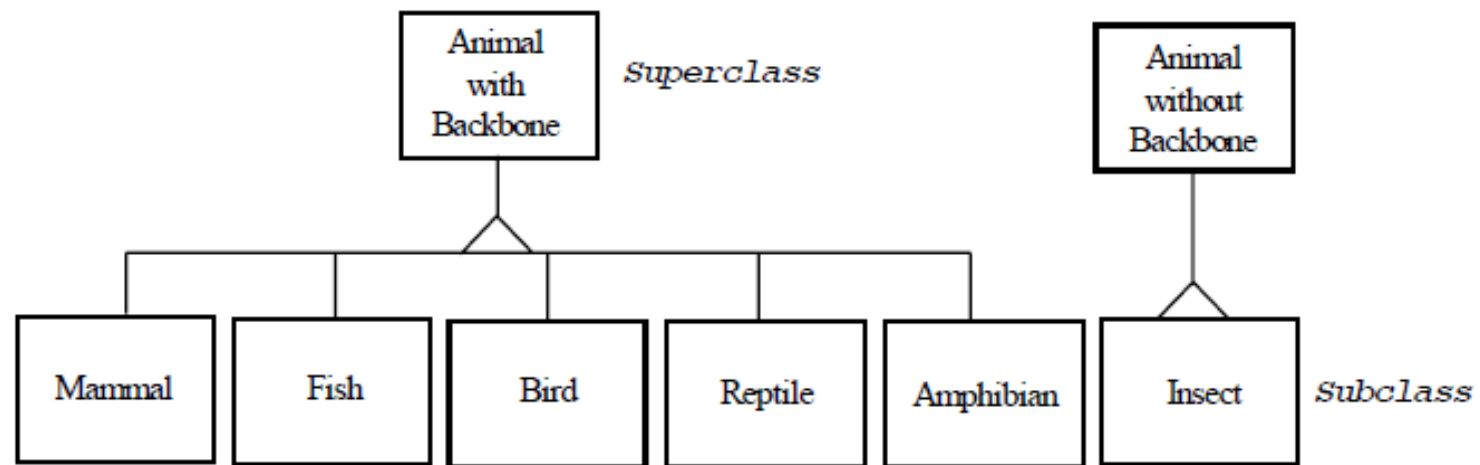 Animal
with
Backbone
Superclass
Animal
without
Backbone
Mammal
Fish
Bird
Reptile
Amphibian
Insect
Subclass